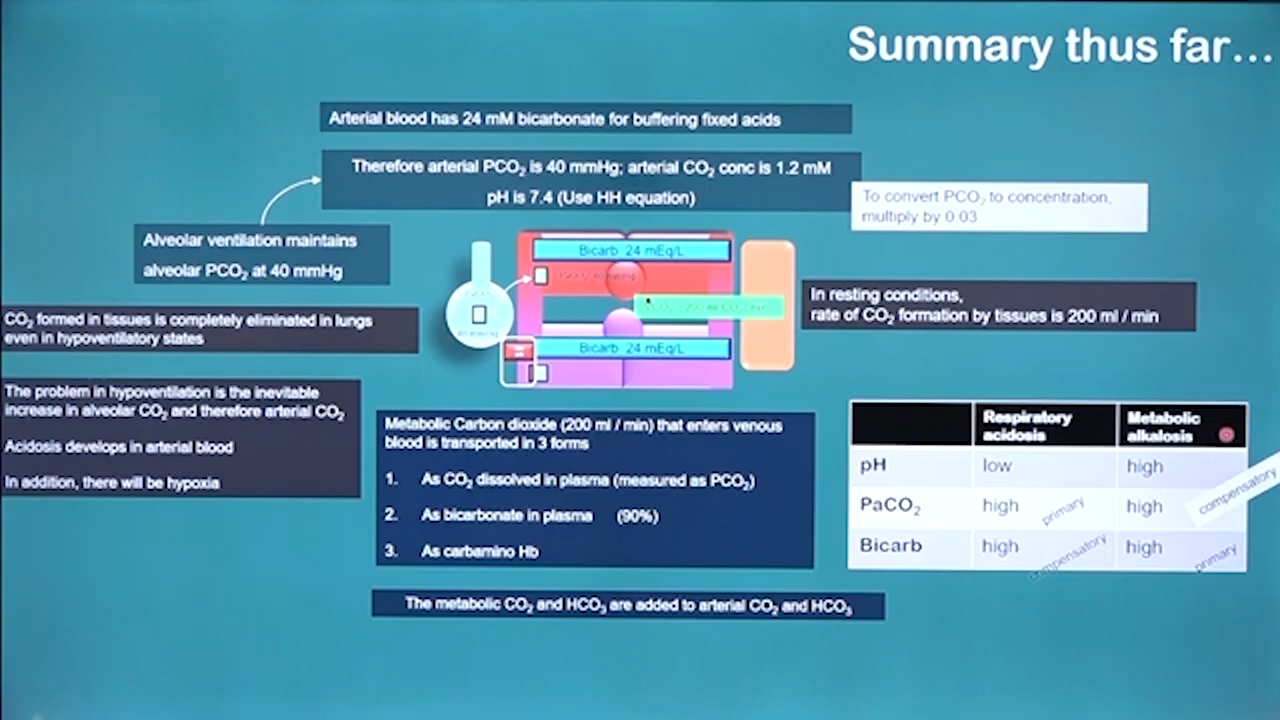 Summary thus far...
Arterial blood has 24 mM bicarbonate for buffering fixed acids
Therefore arterial PCO₂ is 40 mmHg; arterial CO₂ conc is 1.2 mM
pH is 7.4 (Use HH equation)
To convert PCO₂ to concentration,
multiply by 0.03
Alveolar ventilation maintains
alveolar PCO₂ at 40 mmHg
Bicarb 24 mEq/L
In resting conditions,
rate of CO₂ formation by tissues is 200 ml / min
CO₂ formed in tissues is completely eliminated in lungs
even in hypoventilatory states
Bicarb 24 mEq/L
The problem in hypoventilation is the inevitable
increase in alveolar CO₂ and therefore arterial CO₂
Acidosis develops in arterial blood
In addition, there will be hypoxia
Metabolic Carbon dioxide (200 ml / min) that enters venous
blood is transported in 3 forms
1. As CO₂ dissolved in plasma (measured as PCO₂)
2. As bicarbonate in plasma (90%)
3. As carbamino Hb
Respiratory acidosis Metabolic alkalosis
pH low high
PaCO₂ high primary high compensatory
Bicarb high compensatory high primary
The metabolic CO₂ and HCO₃ are added to arterial CO₂ and HCO₃